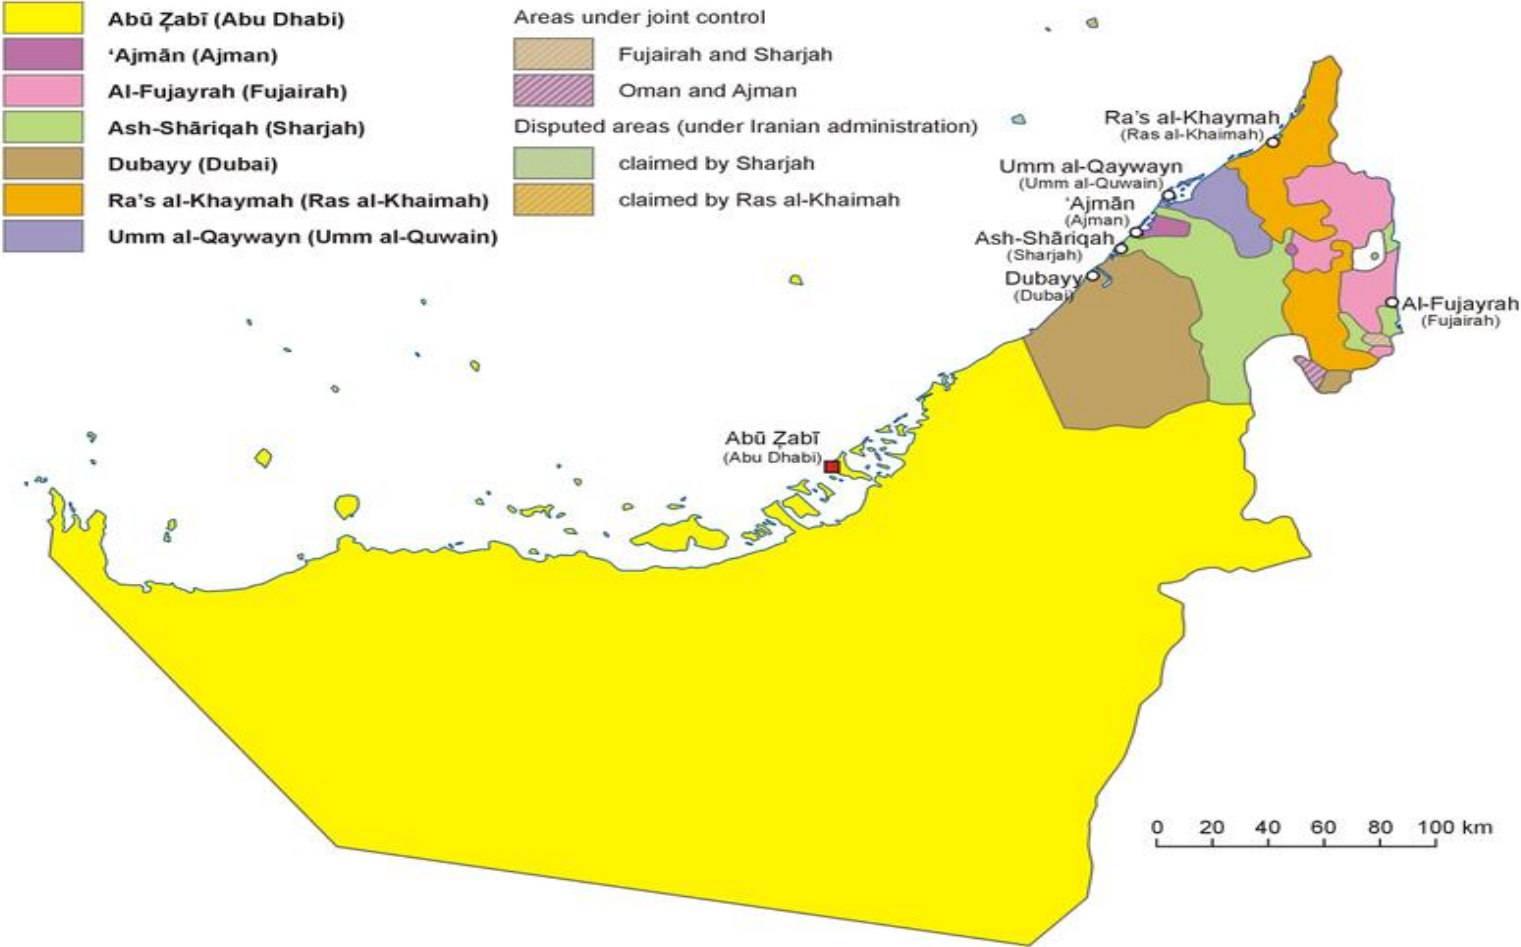 Abū Ẓabī (Abu Dhabi)
‘Ajmān (Ajman)
Al-Fujayrah (Fujairah)
Ash-Shāriqah (Sharjah)
Dubayy (Dubai)
Ra’s al-Khaymah (Ras al-Khaimah)
Umm al-Qaywayn (Umm al-Quwain)
Areas under joint control
Fujairah and Sharjah
Oman and Ajman
Disputed areas (under Iranian administration)
claimed by Sharjah
claimed by Ras al-Khaimah
Ra’s al-Khaymah
(Ras al-Khaimah)
Umm al-Qaywayn
(Umm al-Quwain)
‘Ajmān
(Ajman)
Ash-Shāriqah
(Sharjah)
Dubayy
(Dubai)
Al-Fujayrah
(Fujairah)
Abū Ẓabī
(Abu Dhabi)
0 20 40 60 80 100 km